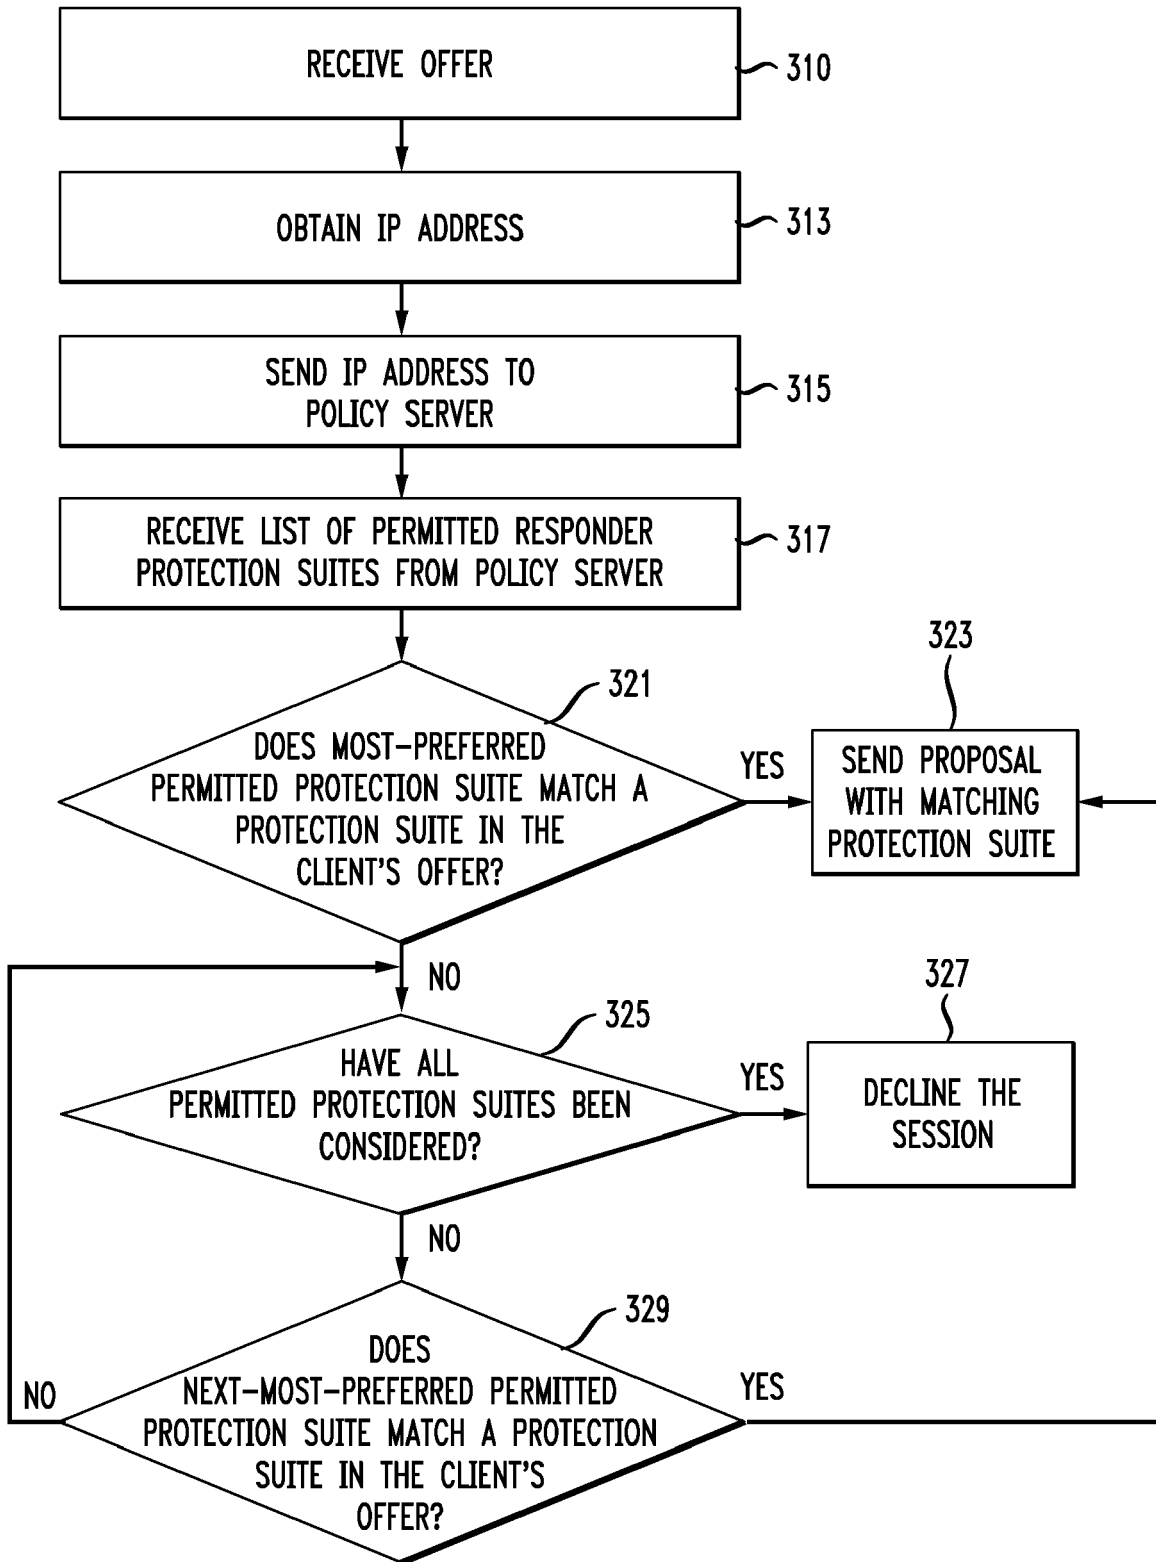 RECEIVE OFFER
310
OBTAIN IP ADDRESS
313
SEND IP ADDRESS TO
POLICY SERVER
315
RECEIVE LIST OF PERMITTED RESPONDER
PROTECTION SUITES FROM POLICY SERVER
317
321
DOES MOST-PREFERRED
PERMITTED PROTECTION SUITE MATCH A
PROTECTION SUITE IN THE
CLIENT'S OFFER?
YES
323
SEND PROPOSAL
WITH MATCHING
PROTECTION SUITE
NO
325
HAVE ALL
PERMITTED PROTECTION SUITES BEEN
CONSIDERED?
YES
327
DECLINE THE
SESSION
NO
329
DOES
NEXT-MOST-PREFERRED PERMITTED
PROTECTION SUITE MATCH A PROTECTION
SUITE IN THE CLIENT'S
OFFER?
NO
YES